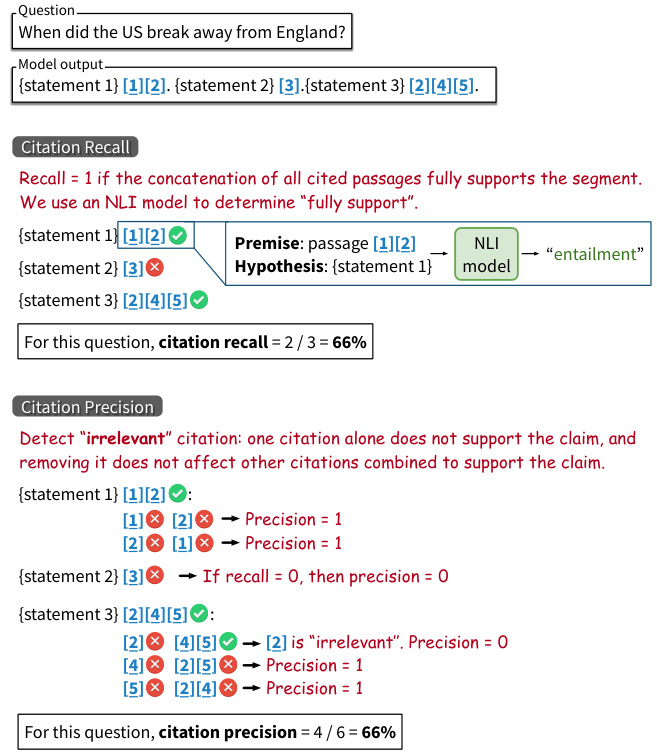 Question
When did the US break away from England?
Model output
{statement 1} [1][2]. {statement 2} [3].{statement 3} [2][4][5].
Citation Recall
Recall = 1 if the concatenation of all cited passages fully supports the segment.
We use an NLI model to determine “fully support”.
{statement 1} [1][2]
Premise: passage [1][2]
Hypothesis: {statement 1}
NLI
model
“entailment”
{statement 2} [3]
{statement 3} [2][4][5]
For this question, citation recall = 2 / 3 = 66%
Citation Precision
Detect “irrelevant” citation: one citation alone does not support the claim, and
removing it does not affect other citations combined to support the claim.
{statement 1} [1][2] :
[1] [2] → Precision = 1
[2] [1] → Precision = 1
{statement 2} [3] → If recall = 0, then precision = 0
{statement 3} [2][4][5] :
[2] [4][5] → [2] is “irrelevant”. Precision = 0
[4] [2][5] → Precision = 1
[5] [2][4] → Precision = 1
For this question, citation precision = 4 / 6 = 66%